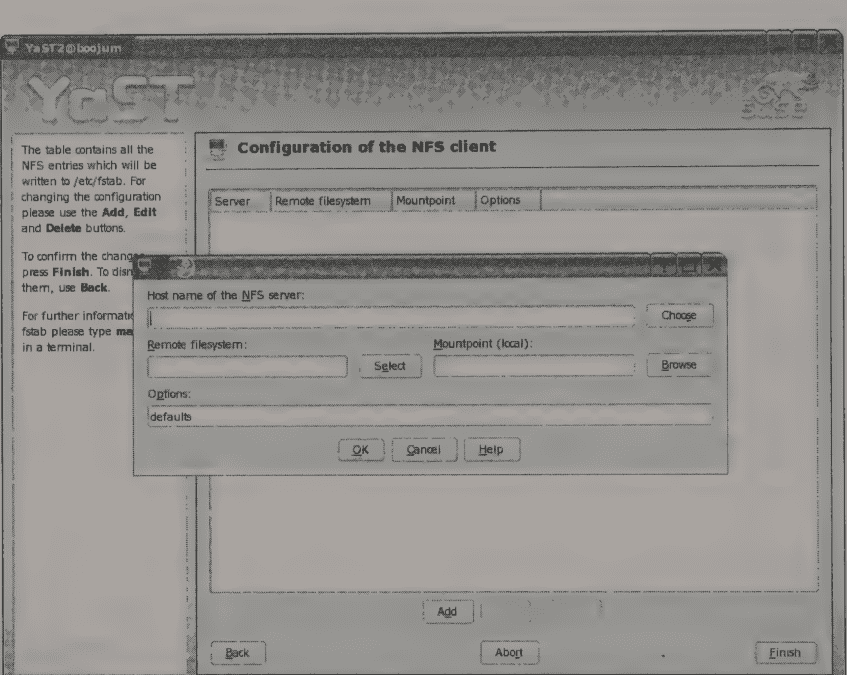 YaST2@boojum
YaST
SUSE
The table contains all the
NFS entries which will be
written to /etc/fstab. For
changing the configuration
please use the Add, Edit
and Delete buttons.
To confirm the
press Finish. To
them, use Back.
For further
fstab please type
in a terminal.
Configuration of the NFS client
Server Remote filesystem Mountpoint Options
Host name of the NFS server:
Choose
Remote filesystem: Mountpoint (local):
Select Browse
Options:
defaults
OK Cancel Help
Add
Back Abort Finish